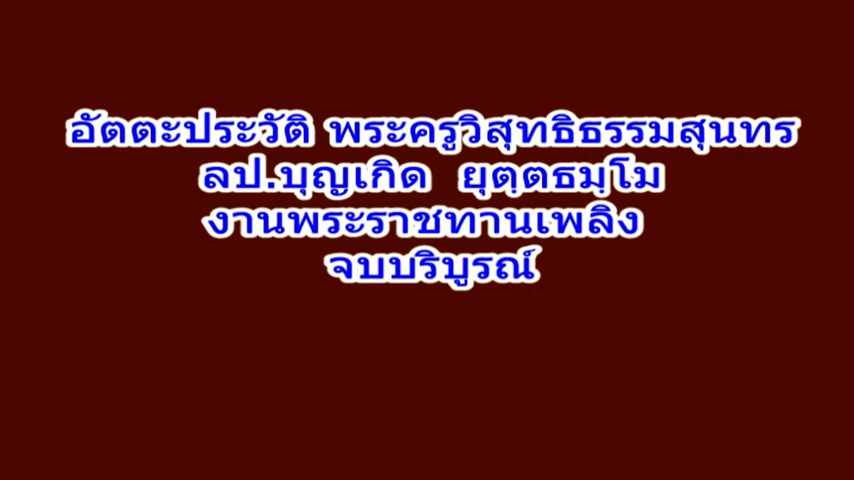 อัตตะประวัติ พระครูวิสุทธิธรรมสุนทร
ลป.บุญเกิด ยุตฺตธมฺโม
งานพระราชทานเพลิง
จบบริบูรณ์